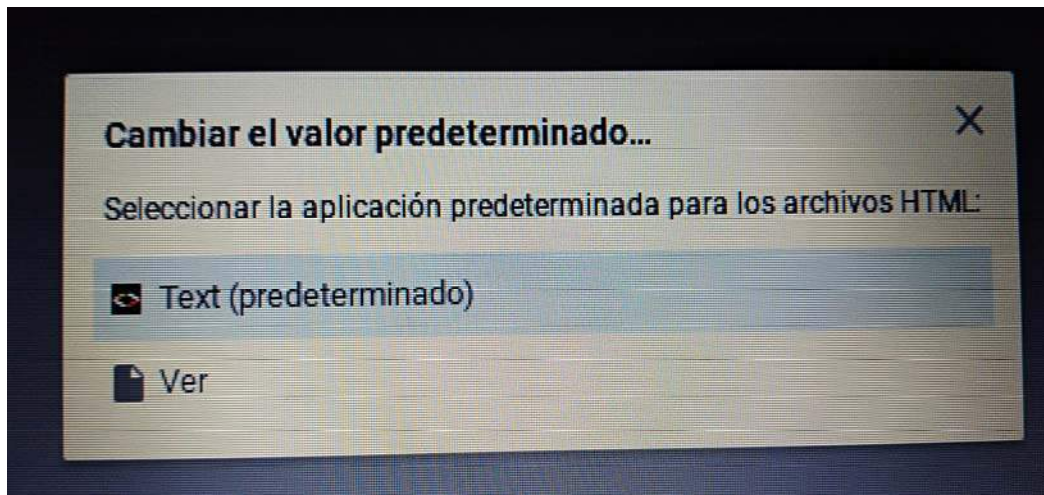 Cambiar el valor predeterminado...
Seleccionar la aplicación predeterminada para los archivos HTML:
Text (predeterminado)
Ver